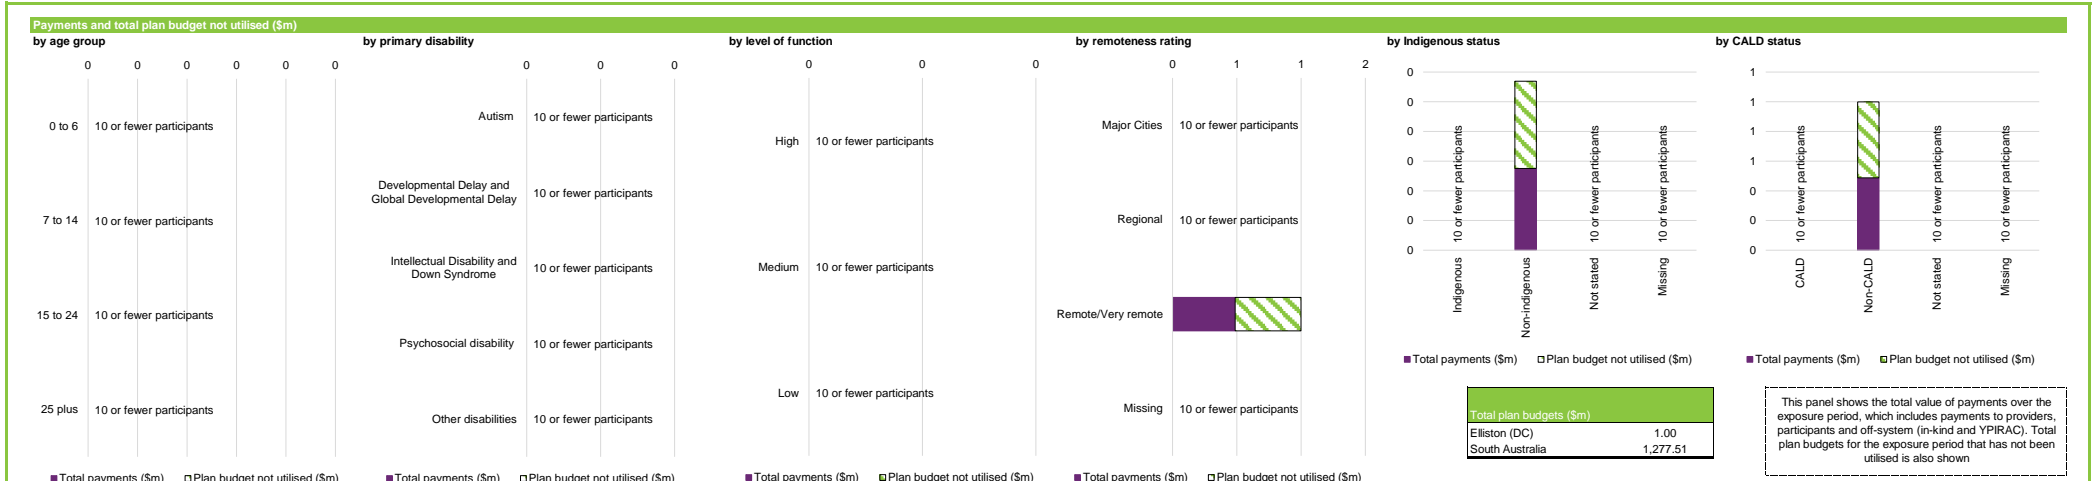 Payments and total plan budget not utilised ($m)
by age group
0 0 0 0 0 0
0 to 6 10 or fewer participants
7 to 14 10 or fewer participants
15 to 24 10 or fewer participants
25 plus 10 or fewer participants
Total payments ($m) Plan budget not utilised ($m)
by primary disability
0 0 0
Autism 10 or fewer participants
Developmental Delay and
Global Developmental Delay 10 or fewer participants
Intellectual Disability and
Down Syndrome 10 or fewer participants
Psychosocial disability 10 or fewer participants
Other disabilities 10 or fewer participants
Total payments ($m) Plan budget not utilised ($m)
by level of function
0 0 0
High 10 or fewer participants
Medium 10 or fewer participants
Low 10 or fewer participants
Total payments ($m) Plan budget not utilised ($m)
by remoteness rating
0 1 1 2
Major Cities 10 or fewer participants
Regional 10 or fewer participants
Remote/Very remote
Missing 10 or fewer participants
Total payments ($m) Plan budget not utilised ($m)
by Indigenous status
0
0
0
0
0
0
0
10 or fewer participants
10 or fewer participants
10 or fewer participants
Indigenous
Non-indigenous
Not stated
Missing
Total payments ($m) Plan budget not utilised ($m)
by CALD status
1
1
1
1
0
0
0
10 or fewer participants
10 or fewer participants
10 or fewer participants
CALD
Non-CALD
Not stated
Missing
Total payments ($m) Plan budget not utilised ($m)
Total plan budgets ($m)
Elliston (DC) 1.00
South Australia 1,277.51
This panel shows the total value of payments over the
exposure period, which includes payments to providers,
participants and off-system (in-kind and YPIRAC). Total
plan budgets for the exposure period that has not been
utilised is also shown